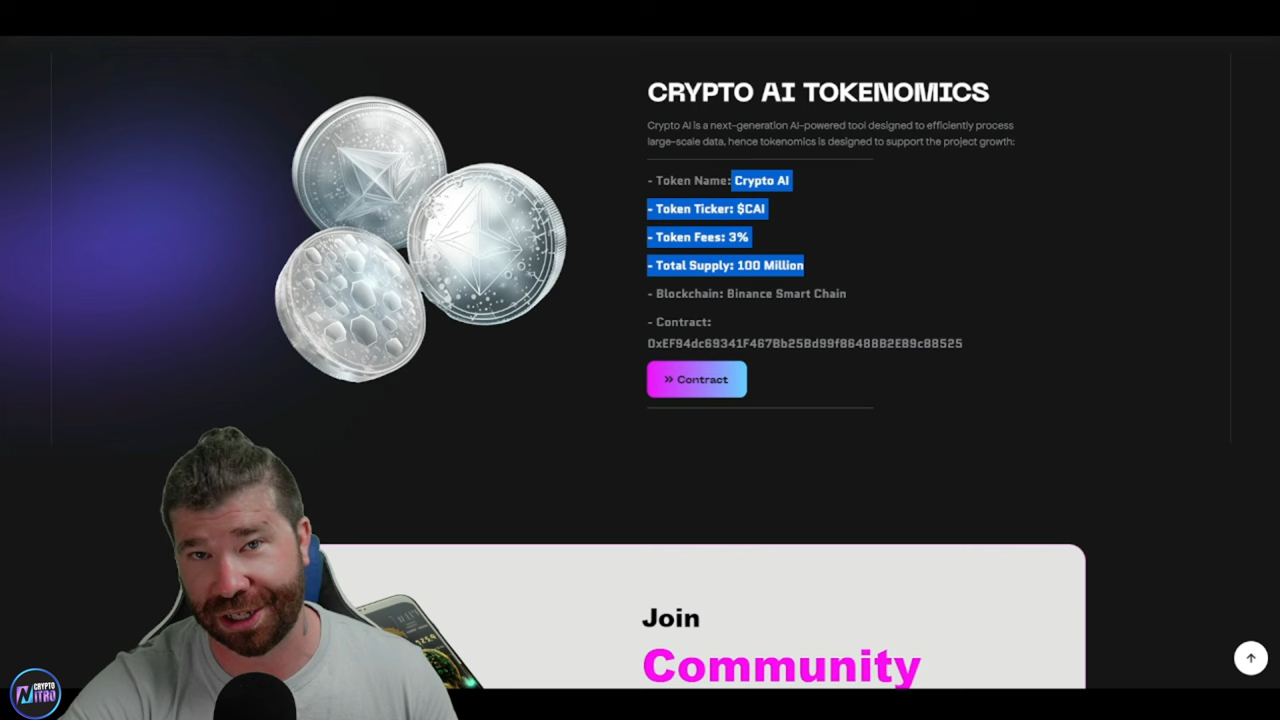 CRYPTO AI TOKENOMICS
Crypto AI is a next-generation AI-powered tool designed to efficiently process
large-scale data, hence tokenomics is designed to support the project growth:
- Token Name: Crypto AI
- Token Ticker: $CAI
- Token Fees: 3%
- Total Supply: 100 Million
- Blockchain: Binance Smart Chain
- Contract:
0xEF94dc69341F467Bb25Bd99f86488B2E89c88525
» Contract
Join
Community
CRYPTO
NITRO